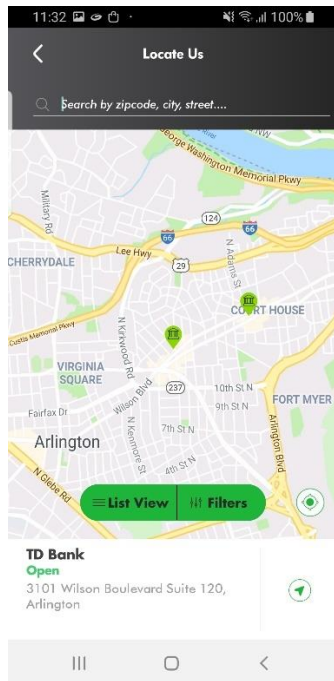 11:32
100%
Locate Us
Search by zipcode, city, street....
George Washington Memorial Pkwy
NW
Military Rd
124
66
66
Lee Hwy
N Adams St
CHERRYDALE
29
COURT HOUSE
Custis Memorial Pkwy
N Kirkwood Rd
VIRGINIA
SQUARE
237
10th St N
Wilson Blvd
9th St N
FORT MYER
Fairfax Dr
7th St N
N Kenmore St
Arlington
4th St N
Arlington Blvd
N Glebe Rd
List View
Filters
TD Bank
Open
3101 Wilson Boulevard Suite 120,
Arlington